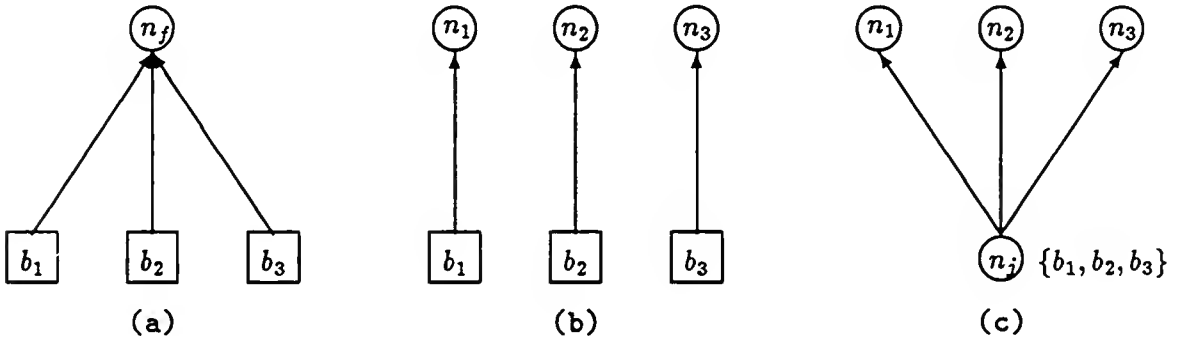 n_f n_1 n_2 n_3 n_1 n_2 n_3
b_1 b_2 b_3 b_1 b_2 b_3 n_j {b_1, b_2, b_3}
(a) (b) (c)